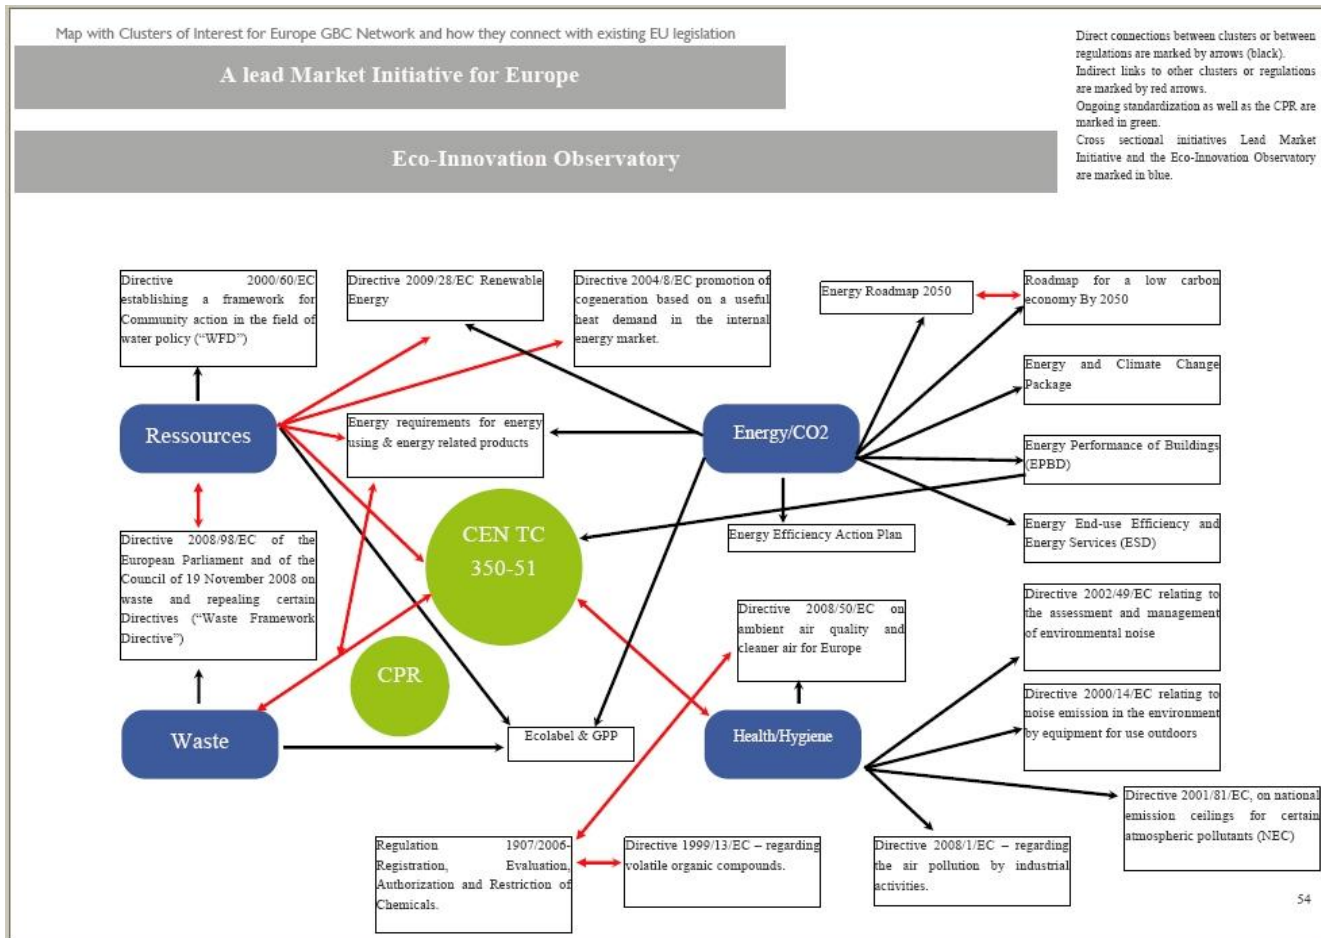 Map with Clusters of Interest for Europe GBC Network and how they connect with existing EU legislation
A lead Market Initiative for Europe
Eco-Innovation Observatory
Direct connections between clusters or between
regulations are marked by arrows (black).
Indirect links to other clusters or regulations
are marked by red arrows.
Ongoing standardization as well as the CPR are
marked in green.
Cross sectional initiatives Lead Market
Initiative and the Eco-Innovation Observatory
are marked in blue.
Directive 2000/60/EC
establishing a framework for
Community action in the field of
water policy (“WFD”)
Directive 2009/28/EC Renewable
Energy
Directive 2004/8/EC promotion of
cogeneration based on a useful
heat demand in the internal
energy market.
Energy Roadmap 2050
Roadmap for a low carbon
economy By 2050
Energy and Climate Change
Package
Ressources
Energy requirements for energy
using & energy related products
Energy/CO2
Energy Performance of Buildings
(EPBD)
CEN TC
350-51
Energy Efficiency Action Plan
Energy End-use Efficiency and
Energy Services (ESD)
Directive 2008/98/EC of the
European Parliament and of the
Council of 19 November 2008 on
waste and repealing certain
Directives (“Waste Framework
Directive”)
Directive 2008/50/EC on
ambient air quality and
cleaner air for Europe
Directive 2002/49/EC relating to
the assessment and management
of environmental noise
CPR
Directive 2000/14/EC relating to
noise emission in the environment
by equipment for use outdoors
Waste
Ecolabel & GPP
Health/Hygiene
Directive 2001/81/EC, on national
emission ceilings for certain
atmospheric pollutants (NEC)
Regulation 1907/2006-
Registration, Evaluation,
Authorization and Restriction of
Chemicals.
Directive 1999/13/EC – regarding
volatile organic compounds.
Directive 2008/1/EC – regarding
the air pollution by industrial
activities.
54